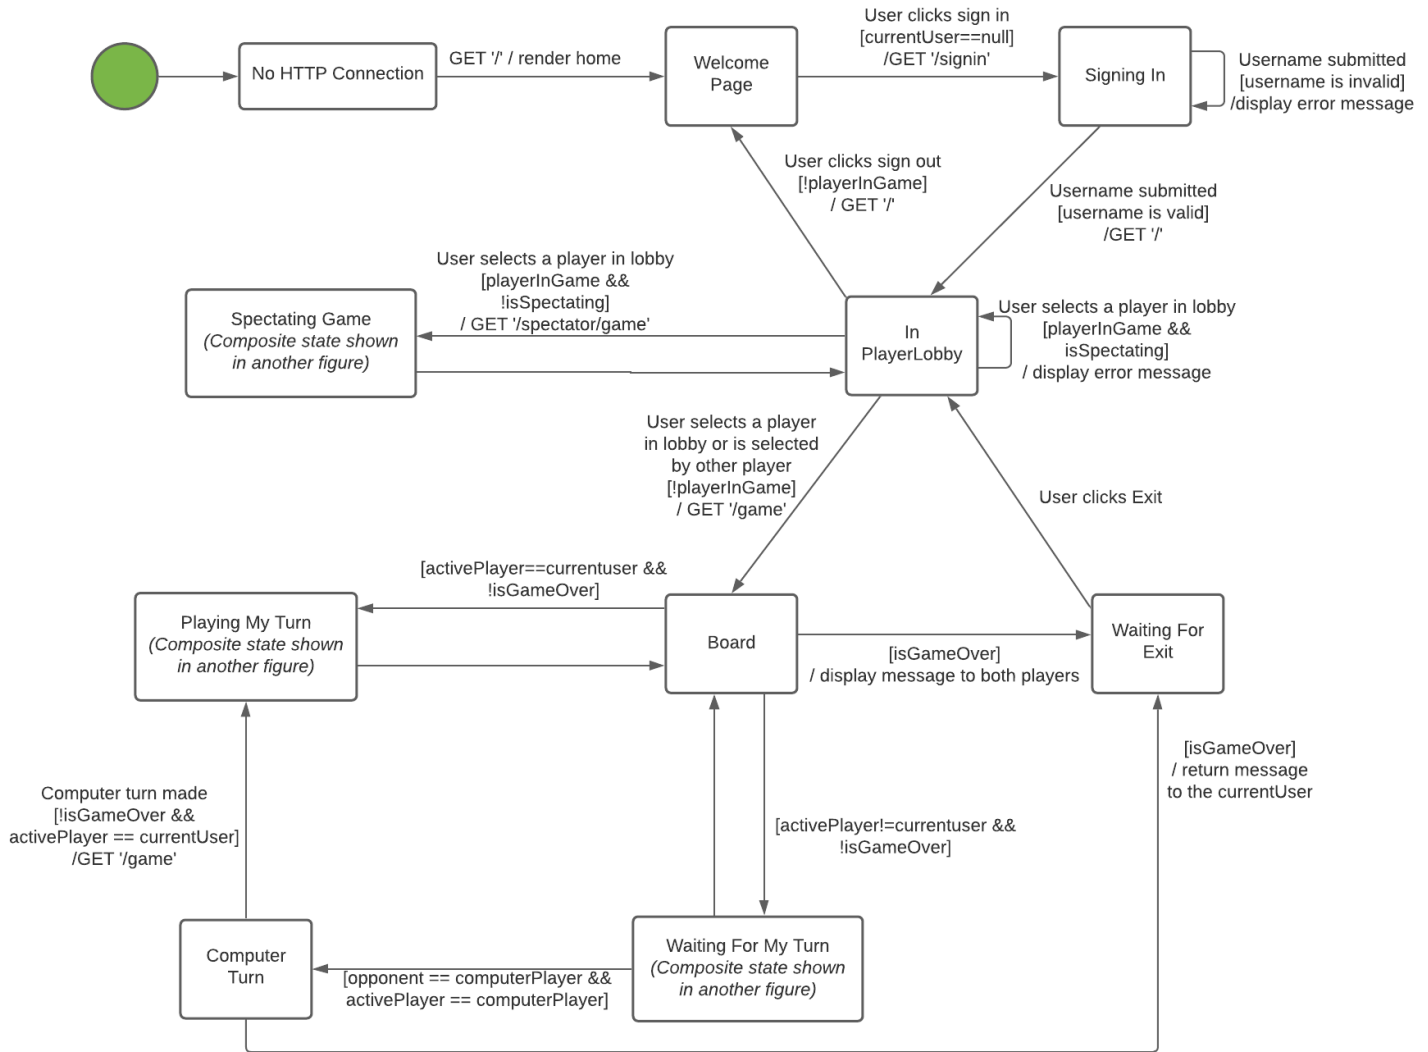 No HTTP Connection
GET '/' / render home
Welcome
Page
User clicks sign in
[currentUser==null]
/GET '/signin'
Signing In
Username submitted
[username is invalid]
/display error message
User clicks sign out
[!playerInGame]
/ GET '/'
Username submitted
[username is valid]
/GET '/'
User selects a player in lobby
[playerInGame &&
!isSpectating]
/ GET '/spectator/game'
Spectating Game
(Composite state shown
in another figure)
In
PlayerLobby
User selects a player in lobby
[playerInGame &&
isSpectating]
/ display error message
User selects a player
in lobby or is selected
by other player
[!playerInGame]
/ GET '/game'
User clicks Exit
[activePlayer==currentuser &&
!isGameOver]
Playing My Turn
(Composite state shown
in another figure)
Board
[isGameOver]
/ display message to both players
Waiting For
Exit
[isGameOver]
/ return message
to the currentUser
Computer turn made
[!isGameOver &&
activePlayer == currentUser]
/GET '/game'
[activePlayer!=currentuser &&
!isGameOver]
Computer
Turn
[opponent == computerPlayer &&
activePlayer == computerPlayer]
Waiting For My Turn
(Composite state shown
in another figure)